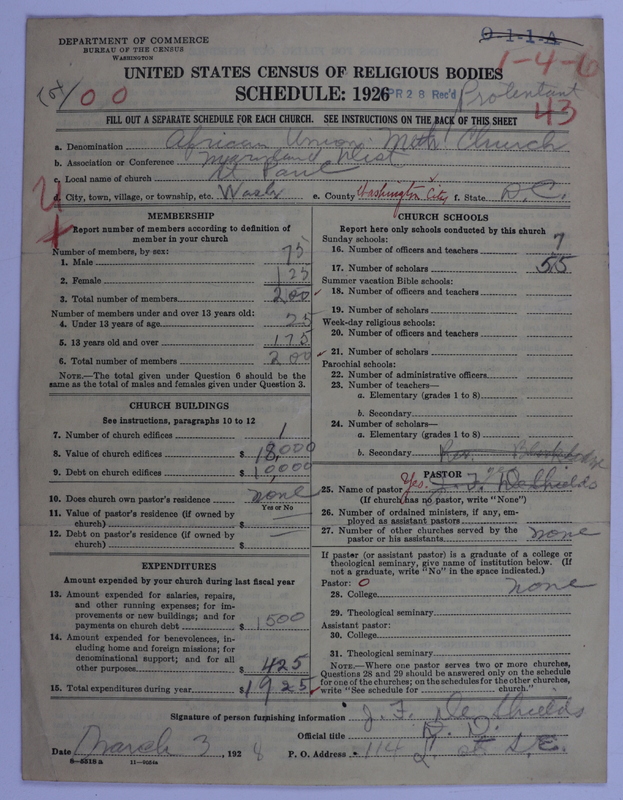 DEPARTMENT OF COMMERCE
BUREAU OF THE CENSUS
WASHINGTON
9-1-1-A
1-4-6
UNITED STATES CENSUS OF RELIGIOUS BODIES
SCHEDULE: 1926
PR 28 Rec'd
Protestant
00
43
FILL OUT A SEPARATE SCHEDULE FOR EACH CHURCH. SEE INSTRUCTIONS ON THE BACK OF THIS SHEET
a. Denomination African Union Meth Church
b. Association or Conference Maryland Dist
c. Local name of church St Paul
d. City, town, village, or township, etc. Wash e. County Washington City f. State D.C.
MEMBERSHIP
Report number of members according to definition of member in your church
Number of members, by sex:
1. Male 75
2. Female 125
3. Total number of members 200
Number of members under and over 13 years old:
4. Under 13 years of age 25
5. 13 years old and over 175
6. Total number of members 200
NOTE.—The total given under Question 6 should be the same as the total of males and females given under Question 3.
CHURCH BUILDINGS
See instructions, paragraphs 10 to 12
7. Number of church edifices 1
8. Value of church edifices $ 18,000
9. Debt on church edifices $ 10,000
10. Does church own pastor's residence none
Yes or No
11. Value of pastor's residence (if owned by church) $ —
12. Debt on pastor's residence (if owned by church) $ —
EXPENDITURES
Amount expended by your church during last fiscal year
13. Amount expended for salaries, repairs, and other running expenses; for improvements or new buildings; and for payments on church debt $ 1500
14. Amount expended for benevolences, including home and foreign missions; for denominational support; and for all other purposes $ 425
15. Total expenditures during year $ 1925
CHURCH SCHOOLS
Report here only schools conducted by this church
Sunday schools:
16. Number of officers and teachers 7
17. Number of scholars 55
Summer vacation Bible schools:
18. Number of officers and teachers
19. Number of scholars
Week-day religious schools:
20. Number of officers and teachers
21. Number of scholars
Parochial schools:
22. Number of administrative officers
23. Number of teachers—
a. Elementary (grades 1 to 8)
b. Secondary
24. Number of scholars—
a. Elementary (grades 1 to 8)
b. Secondary
PASTOR
25. Name of pastor Yes. J. F. DeShields
(If church has no pastor, write "None")
26. Number of ordained ministers, if any, employed as assistant pastors
27. Number of other churches served by the pastor or his assistants none
If pastor (or assistant pastor) is a graduate of a college or theological seminary, give name of institution below. (If not a graduate, write "No" in the space indicated.)
Pastor: 0
28. College none
29. Theological seminary
Assistant pastor:
30. College
31. Theological seminary
NOTE.—Where one pastor serves two or more churches, Questions 28 and 29 should be answered only on the schedule for one of the churches; on the schedules for the other churches, write "See schedule for church."
Signature of person furnishing information J. F. DeShields
Official title D. D.
Date March 3, 1928 P. O. Address 114 L St S.E.
8—5518 a 11—9054a